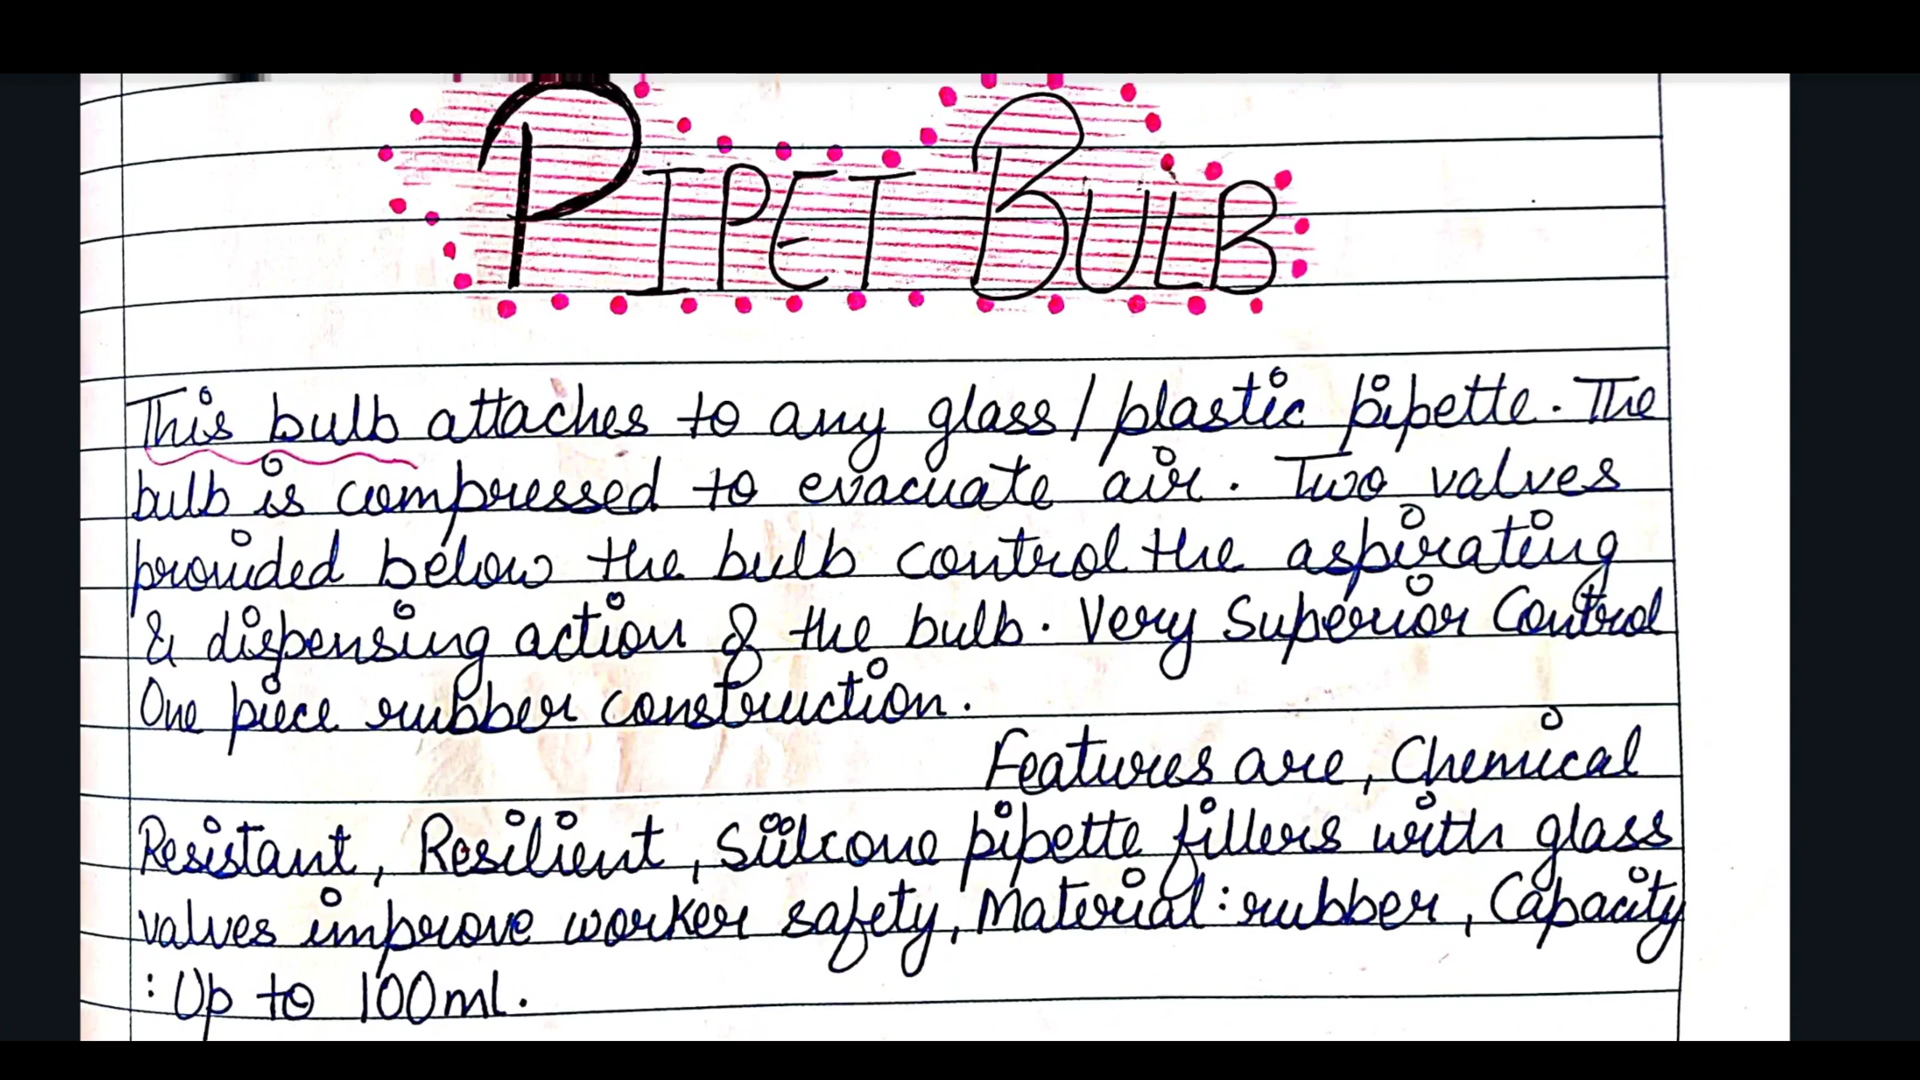 PIPET BULB
This bulb attaches to any glass/plastic pipette. The
bulb is compressed to evacuate air. Two valves
provided below the bulb control the aspirating
& dispensing action of the bulb. Very Superior Control
One piece rubber construction.
Features are, Chemical
Resistant, Resilient, Siilcone pipette fillers with glass
valves improve worker safety, Material: rubber, Capacity
: Up to 100ml.